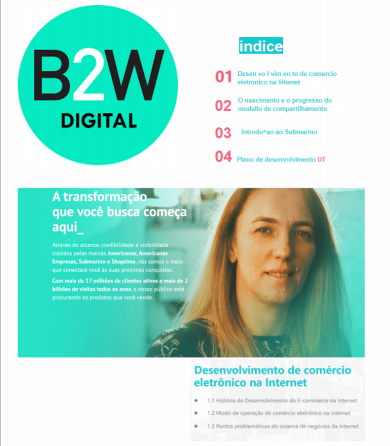 B2W
DIGITAL
indice
01 Desen vo l viin en to de comercio
eletronico na Iiiternet
02 O nascimento e o progresso do
modello de compartilhamento
03 Introdu*ao ao Submarino
04 Plano de desenvolvimento UT
A transformação
que você busca começa
aqui_
Através do alcance, credibilidade e visibilidade
trazidos pelas marcas Americanas, Americanas
Empresas, Submarino e Shoptime, nós somos o meio
que conectará você às suas próximas conquistas.
Com mais de 17 milhões de clientes ativos e mais de 2
bilhões de visitas todos os anos, o nosso público está
procurando os produtos que você vende.
Desenvolvimento de comércio
eletrônico na Internet
1.1 História do Desenvolvimento do E-commerce na Internet
1.2 Modo de operação de comércio eletrônico na Internet
1.3 Pontos problemáticos do sistema de negócios da Internet